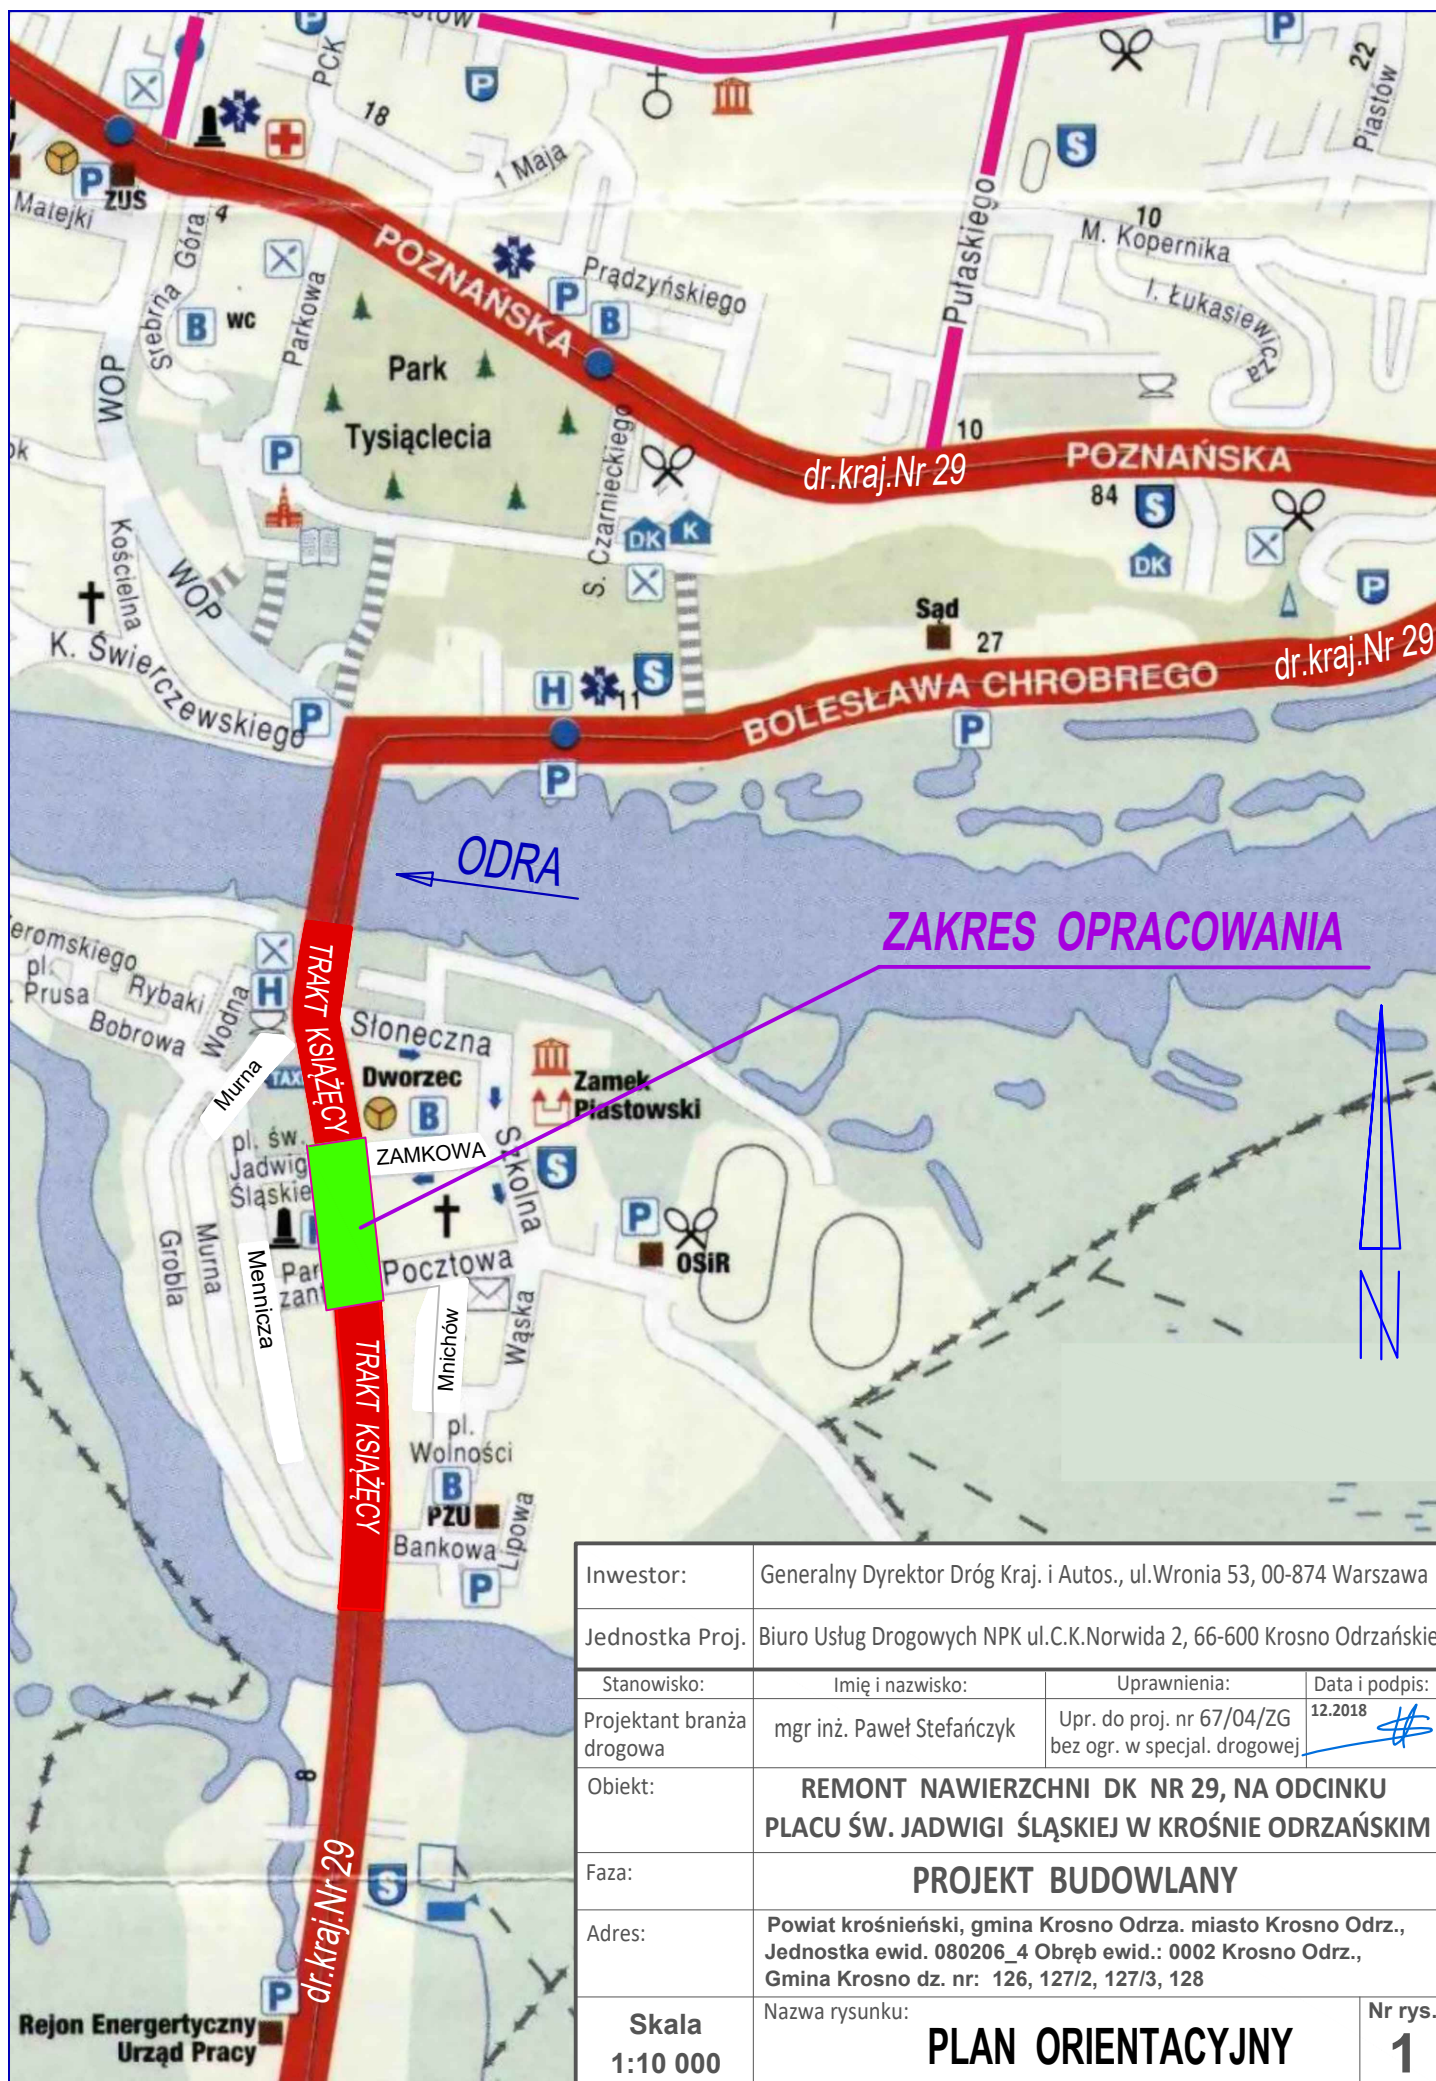 PCK
18
1 Maja
22
Piastów
P
P
P
S
ZUS
Matejki
4
Srebrna Góra
B
WC
Parkowa
POZNAŃSKA
Prądzyńskiego
P
B
Pułaskiego
10
M. Kopernika
I. Łukasiewicza
WOP
Park
Tysiąclecia
P
S. Czarnieckiego
10
dr.kraj.Nr 29
POZNAŃSKA
84
S
DK
K
DK
P
Kościelna
WOP
K. Świerczewskiego
P
Sąd
27
H
11
S
BOLESŁAWA CHROBREGO
dr.kraj.Nr 29
P
P
ODRA
ZAKRES OPRACOWANIA
pl.
Prusa
Rybaki
Bobrowa
Wodna
H
TRAKT KSIĄŻĘCY
Słoneczna
Murna
TAXI
Dworzec
B
Zamek
Piastowski
pl. św.
ZAMKOWA
Szkolna
S
P
OSiR
Grobla
Murna
Mennicza
Pocztowa
Mnichów
Wąska
TRAKT KSIĄŻĘCY
pl.
Wolności
B
PZU
Bankowa
Lipowa
P
N
8
dr.kraj.Nr 29
S
P
Rejon Energertyczny
Urząd Pracy
Inwestor: Generalny Dyrektor Dróg Kraj. i Autos., ul.Wronia 53, 00-874 Warszawa
Jednostka Proj. Biuro Usług Drogowych NPK ul.C.K.Norwida 2, 66-600 Krosno Odrzańskie
Stanowisko: Imię i nazwisko: Uprawnienia: Data i podpis:
Projektant branża drogowa
mgr inż. Paweł Stefańczyk
Upr. do proj. nr 67/04/ZG
bez ogr. w specjal. drogowej
12.2018
Obiekt: REMONT NAWIERZCHNI DK NR 29, NA ODCINKU
PLACU ŚW. JADWIGI ŚLĄSKIEJ W KROŚNIE ODRZAŃSKIM
Faza: PROJEKT BUDOWLANY
Adres: Powiat krośnieński, gmina Krosno Odrza. miasto Krosno Odrz.,
Jednostka ewid. 080206_4 Obręb ewid.: 0002 Krosno Odrz.,
Gmina Krosno dz. nr: 126, 127/2, 127/3, 128
Skala
1:10 000
Nazwa rysunku:
PLAN ORIENTACYJNY
Nr rys.
1